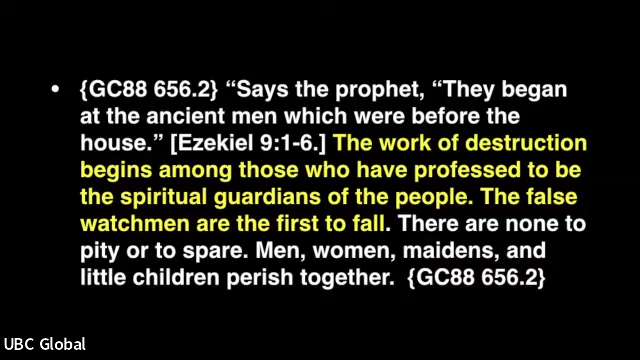 • {GC88 656.2} “Says the prophet, “They began
at the ancient men which were before the
house.” [Ezekiel 9:1-6.] The work of destruction
begins among those who have professed to be
the spiritual guardians of the people. The false
watchmen are the first to fall. There are none to
pity or to spare. Men, women, maidens, and
little children perish together.  {GC88 656.2}
UBC Global